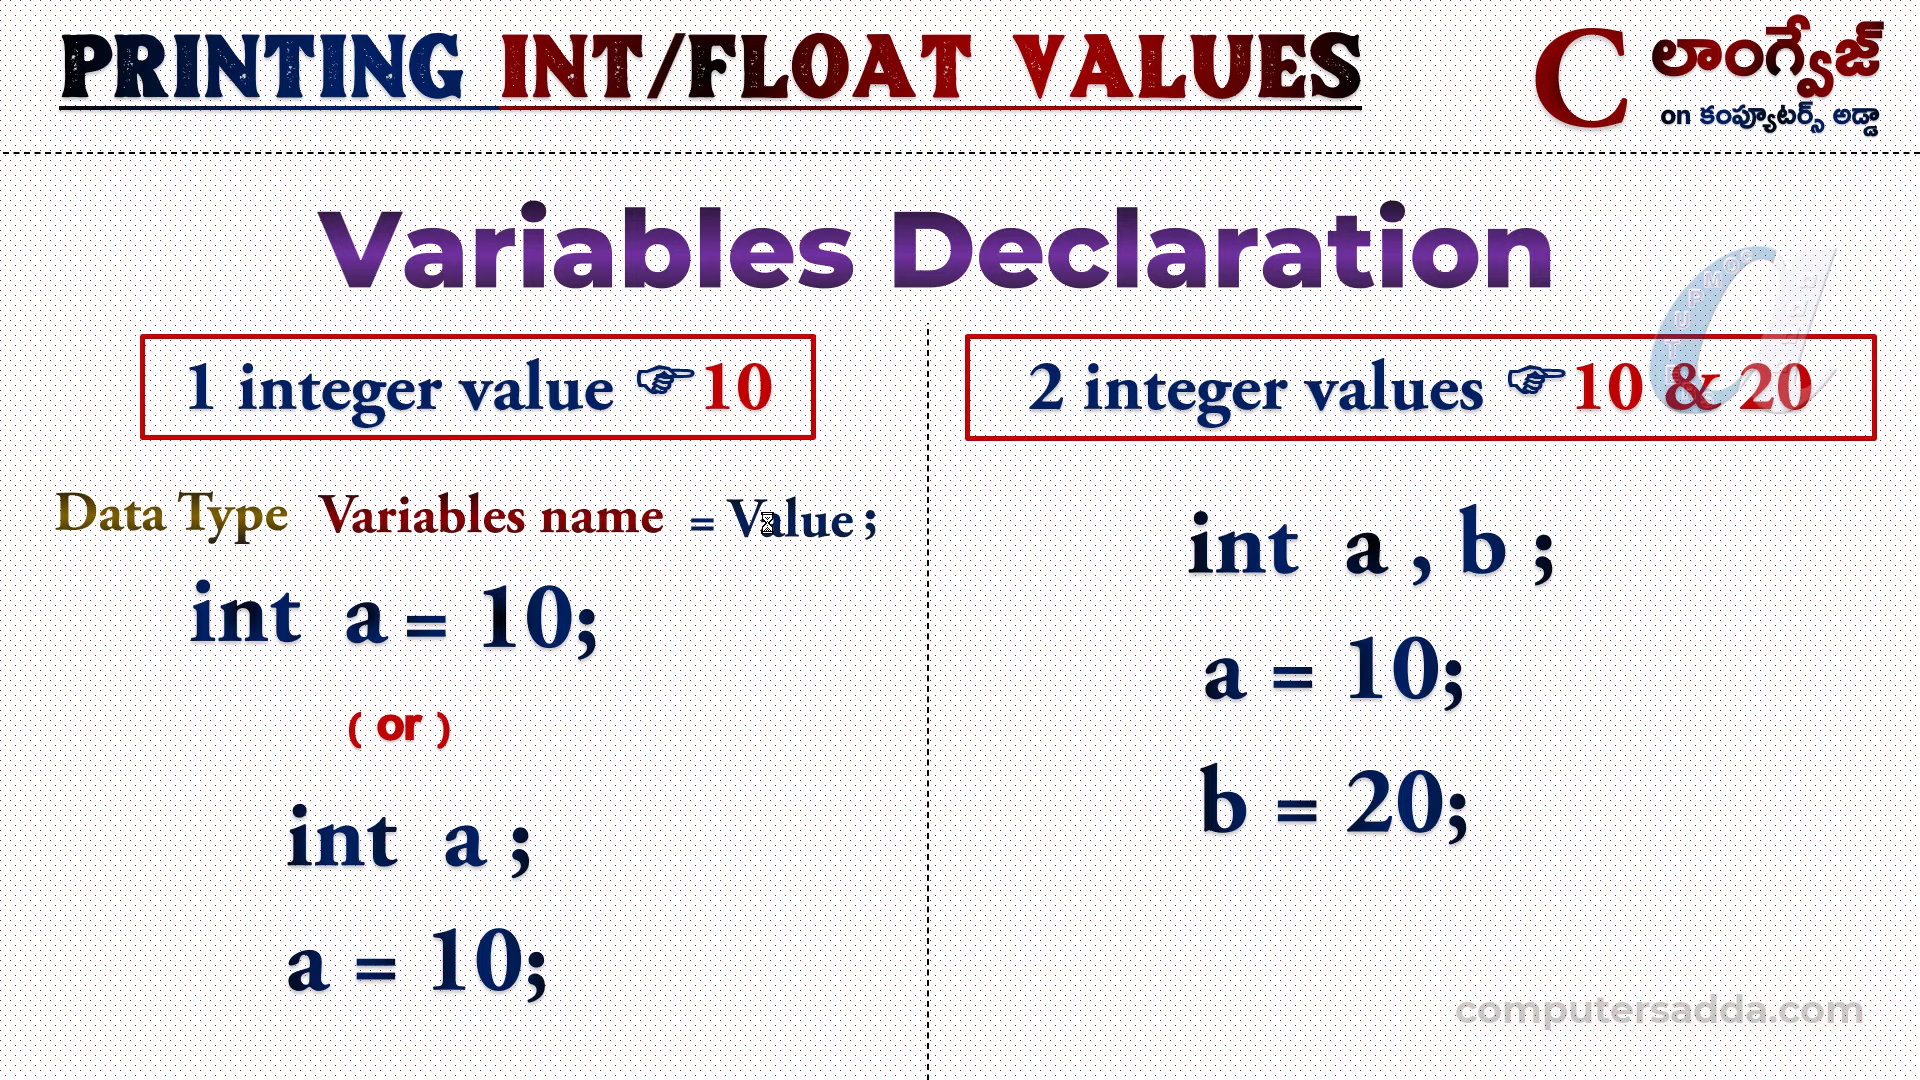 PRINTING INT/FLOAT VALUES
C లాంగ్వేజ్
on కంప్యూటర్స్ అడ్డా
Variables Declaration
1 integer value ☞10
Data Type Variables name = Value ;
int a = 10;
( or )
int a ;
a = 10;
2 integer values ☞10 & 20
int a , b ;
a = 10;
b = 20;
computersadda.com